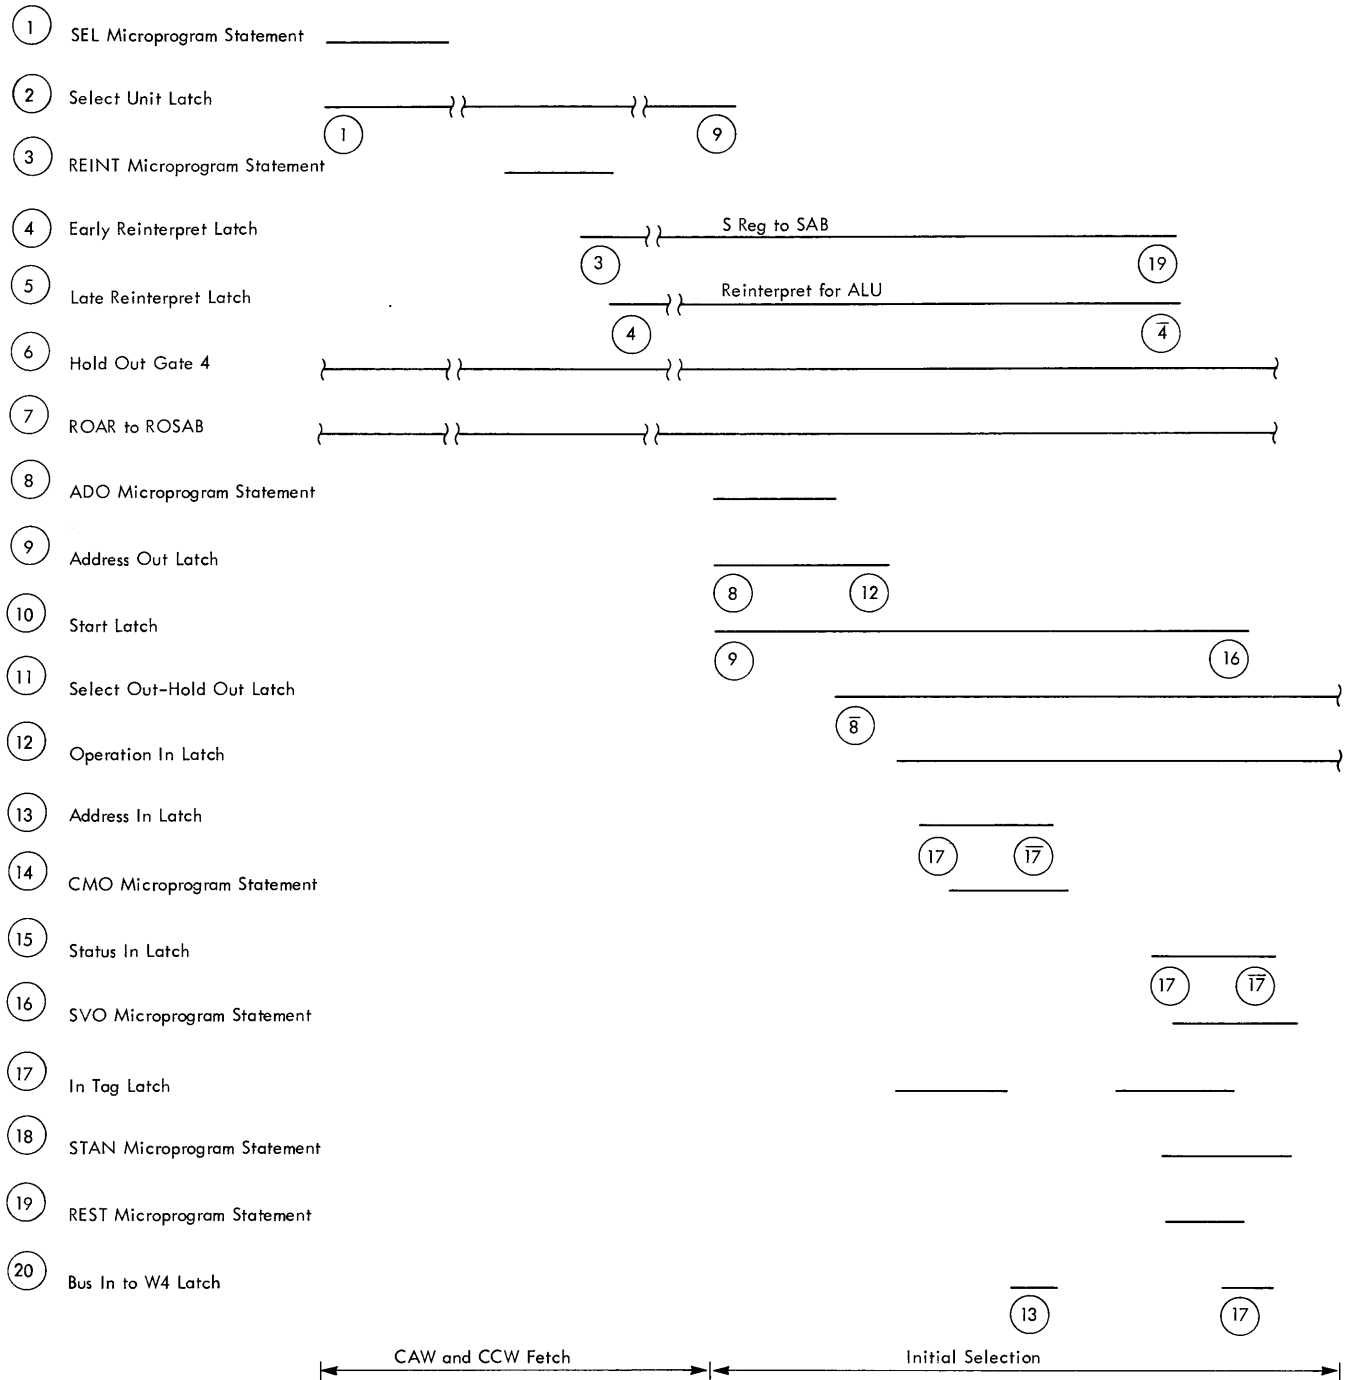 1 SEL Microprogram Statement
2 Select Unit Latch
1 9
3 REINT Microprogram Statement
4 Early Reinterpret Latch S Reg to SAB
3 19
5 Late Reinterpret Latch Reinterpret for ALU
4 4̅
6 Hold Out Gate 4
7 ROAR to ROSAB
8 ADO Microprogram Statement
9 Address Out Latch
8 12
10 Start Latch
9 16
11 Select Out-Hold Out Latch
8̅
12 Operation In Latch
13 Address In Latch
17 1̅7̅
14 CMO Microprogram Statement
15 Status In Latch
17 1̅7̅
16 SVO Microprogram Statement
17 In Tag Latch
18 STAN Microprogram Statement
19 REST Microprogram Statement
20 Bus In to W4 Latch
13 17
CAW and CCW Fetch Initial Selection